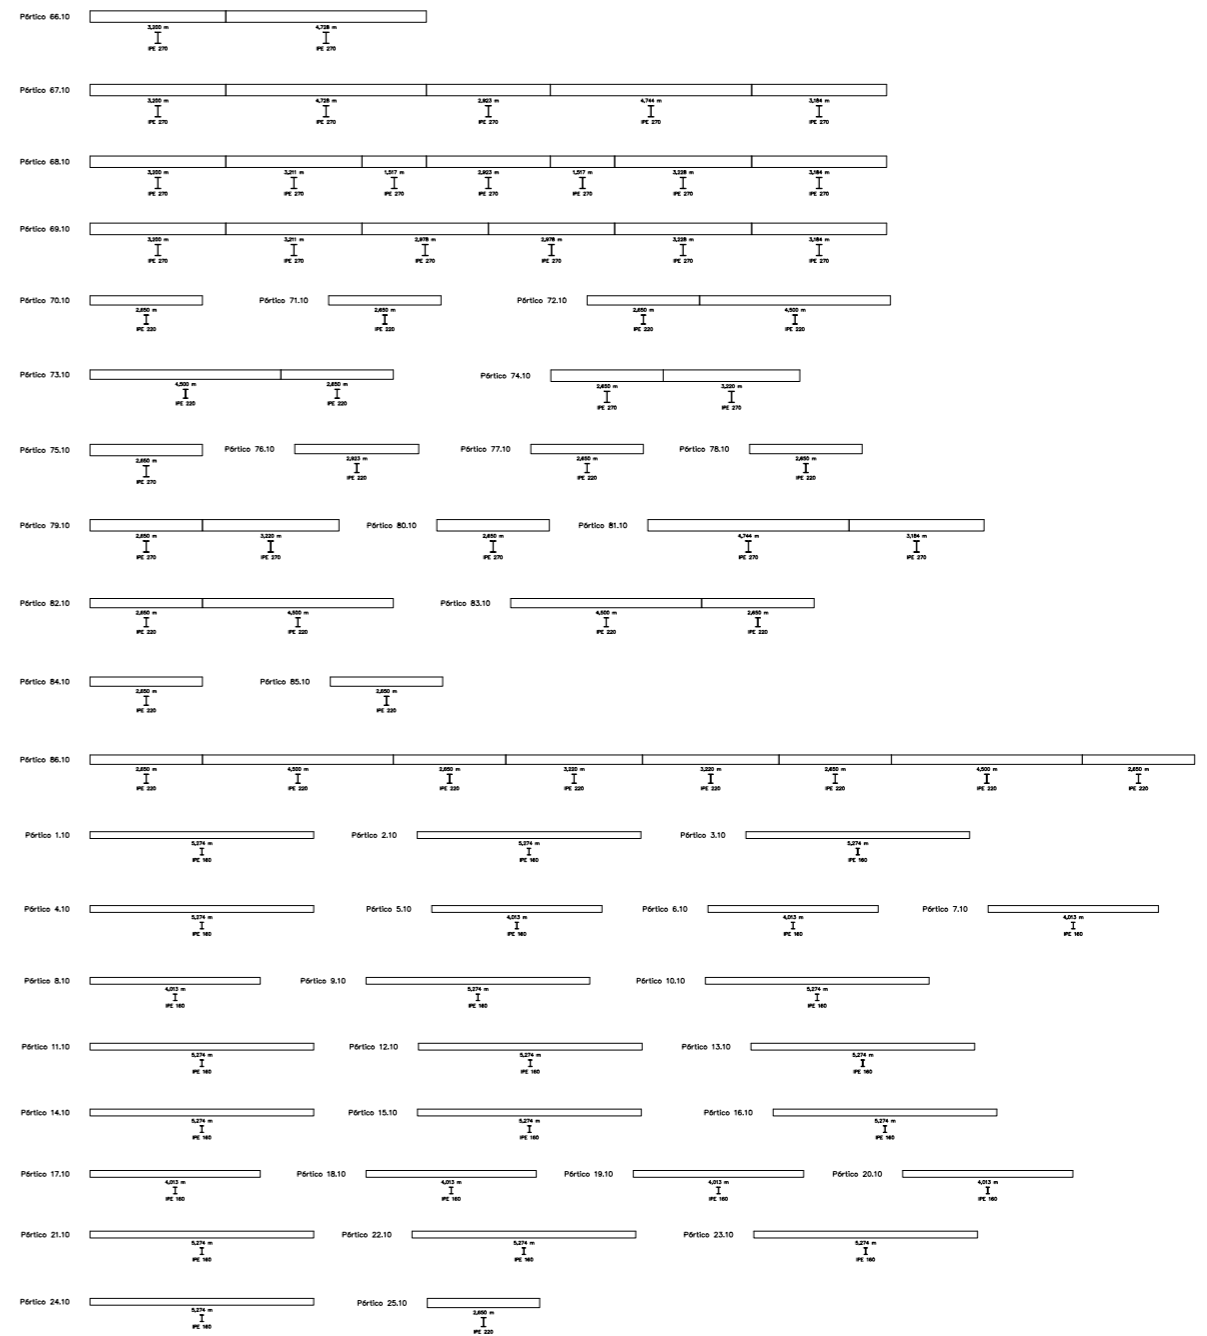 Pórtico 66.10
3,200 m 4,728 m
IPE 270 IPE 270
Pórtico 67.10
3,200 m 4,728 m 2,923 m 4,744 m 3,184 m
IPE 270 IPE 270 IPE 270 IPE 270 IPE 270
Pórtico 68.10
3,200 m 3,211 m 1,517 m 2,923 m 1,517 m 3,228 m 3,184 m
IPE 270 IPE 270 IPE 270 IPE 270 IPE 270 IPE 270 IPE 270
Pórtico 69.10
3,200 m 3,211 m 2,978 m 2,978 m 3,228 m 3,184 m
IPE 270 IPE 270 IPE 270 IPE 270 IPE 270 IPE 270
Pórtico 70.10 Pórtico 71.10 Pórtico 72.10
2,650 m 2,650 m 2,650 m 4,500 m
IPE 220 IPE 220 IPE 220 IPE 220
Pórtico 73.10 Pórtico 74.10
4,500 m 2,650 m 2,650 m 3,220 m
IPE 220 IPE 220 IPE 270 IPE 270
Pórtico 75.10 Pórtico 76.10 Pórtico 77.10 Pórtico 78.10
2,650 m 2,923 m 2,650 m 2,650 m
IPE 270 IPE 220 IPE 220 IPE 220
Pórtico 79.10 Pórtico 80.10 Pórtico 81.10
2,650 m 3,220 m 2,650 m 4,744 m 3,184 m
IPE 270 IPE 270 IPE 270 IPE 270 IPE 270
Pórtico 82.10 Pórtico 83.10
2,650 m 4,500 m 4,500 m 2,650 m
IPE 220 IPE 220 IPE 220 IPE 220
Pórtico 84.10 Pórtico 85.10
2,650 m 2,650 m
IPE 220 IPE 220
Pórtico 86.10
2,650 m 4,500 m 2,650 m 3,220 m 3,220 m 2,650 m 4,500 m 2,650 m
IPE 220 IPE 220 IPE 220 IPE 220 IPE 220 IPE 220 IPE 220 IPE 220
Pórtico 1.10 Pórtico 2.10 Pórtico 3.10
5,274 m 5,274 m 5,274 m
IPE 160 IPE 160 IPE 160
Pórtico 4.10 Pórtico 5.10 Pórtico 6.10 Pórtico 7.10
5,274 m 4,013 m 4,013 m 4,013 m
IPE 160 IPE 160 IPE 160 IPE 160
Pórtico 8.10 Pórtico 9.10 Pórtico 10.10
4,013 m 5,274 m 5,274 m
IPE 160 IPE 160 IPE 160
Pórtico 11.10 Pórtico 12.10 Pórtico 13.10
5,274 m 5,274 m 5,274 m
IPE 160 IPE 160 IPE 160
Pórtico 14.10 Pórtico 15.10 Pórtico 16.10
5,274 m 5,274 m 5,274 m
IPE 160 IPE 160 IPE 160
Pórtico 17.10 Pórtico 18.10 Pórtico 19.10 Pórtico 20.10
4,013 m 4,013 m 4,013 m 4,013 m
IPE 160 IPE 160 IPE 160 IPE 160
Pórtico 21.10 Pórtico 22.10 Pórtico 23.10
5,274 m 5,274 m 5,274 m
IPE 160 IPE 160 IPE 160
Pórtico 24.10 Pórtico 25.10
5,274 m 2,650 m
IPE 160 IPE 220